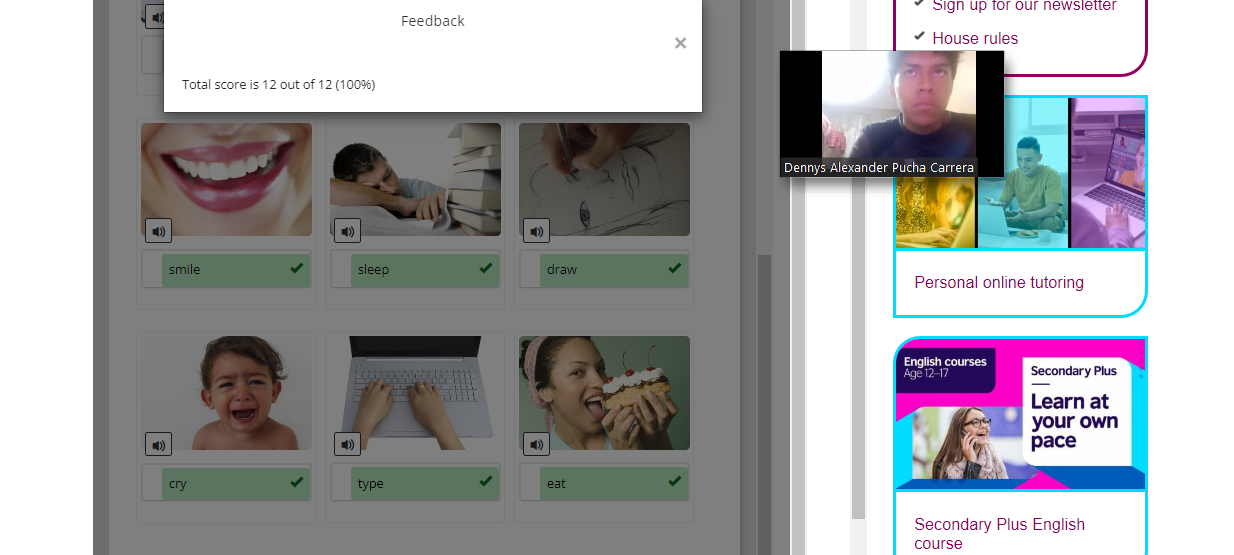 Feedback
×
Total score is 12 out of 12 (100%)
smile
sleep
draw
cry
type
eat
Sign up for our newsletter
House rules
Dennys Alexander Pucha Carrera
Personal online tutoring
English courses
Age 12–17
Secondary Plus
Learn at
your own
pace
Secondary Plus English
course